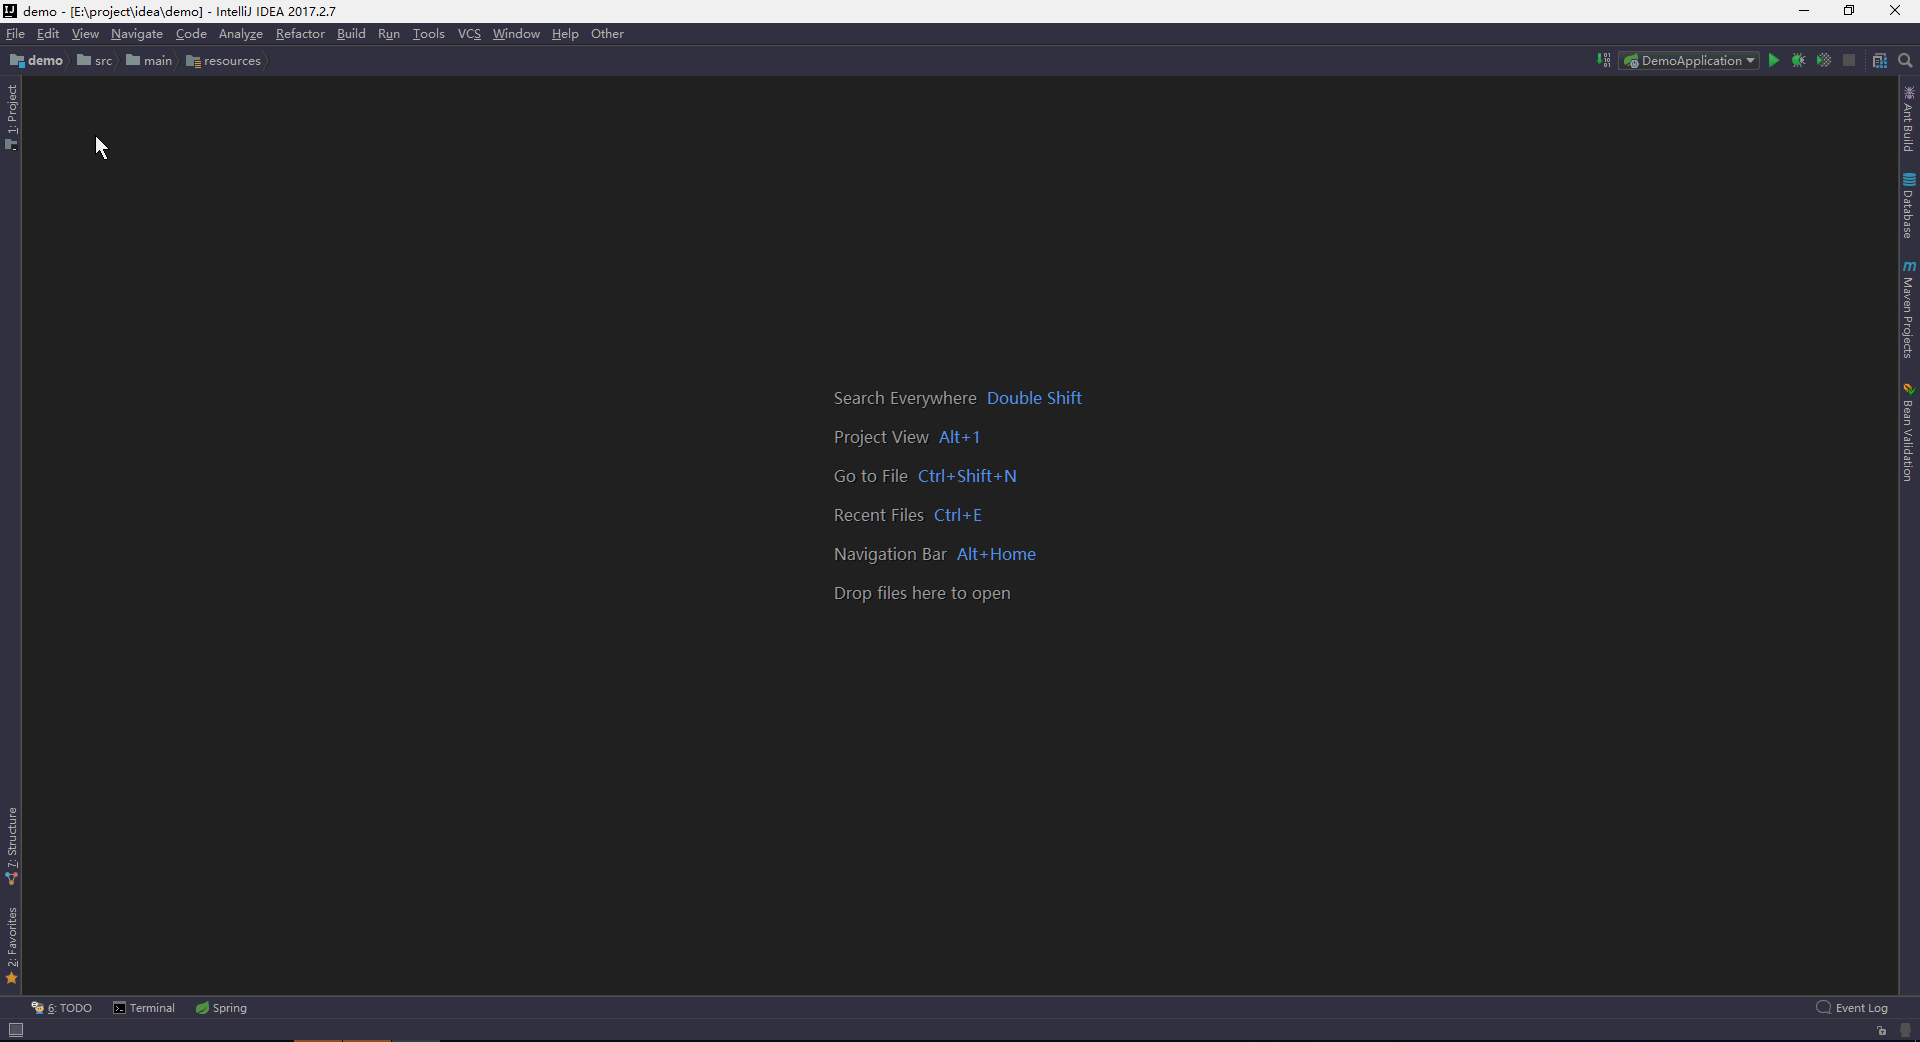 demo - [E:\project\idea\demo] - IntelliJ IDEA 2017.2.7
File Edit View Navigate Code Analyze Refactor Build Run Tools VCS Window Help Other
demo src main resources DemoApplication
1: Project
7: Structure
2: Favorites
Search Everywhere Double Shift
Project View Alt+1
Go to File Ctrl+Shift+N
Recent Files Ctrl+E
Navigation Bar Alt+Home
Drop files here to open
Ant Build
Database
Maven Projects
Bean Validation
6: TODO Terminal Spring Event Log